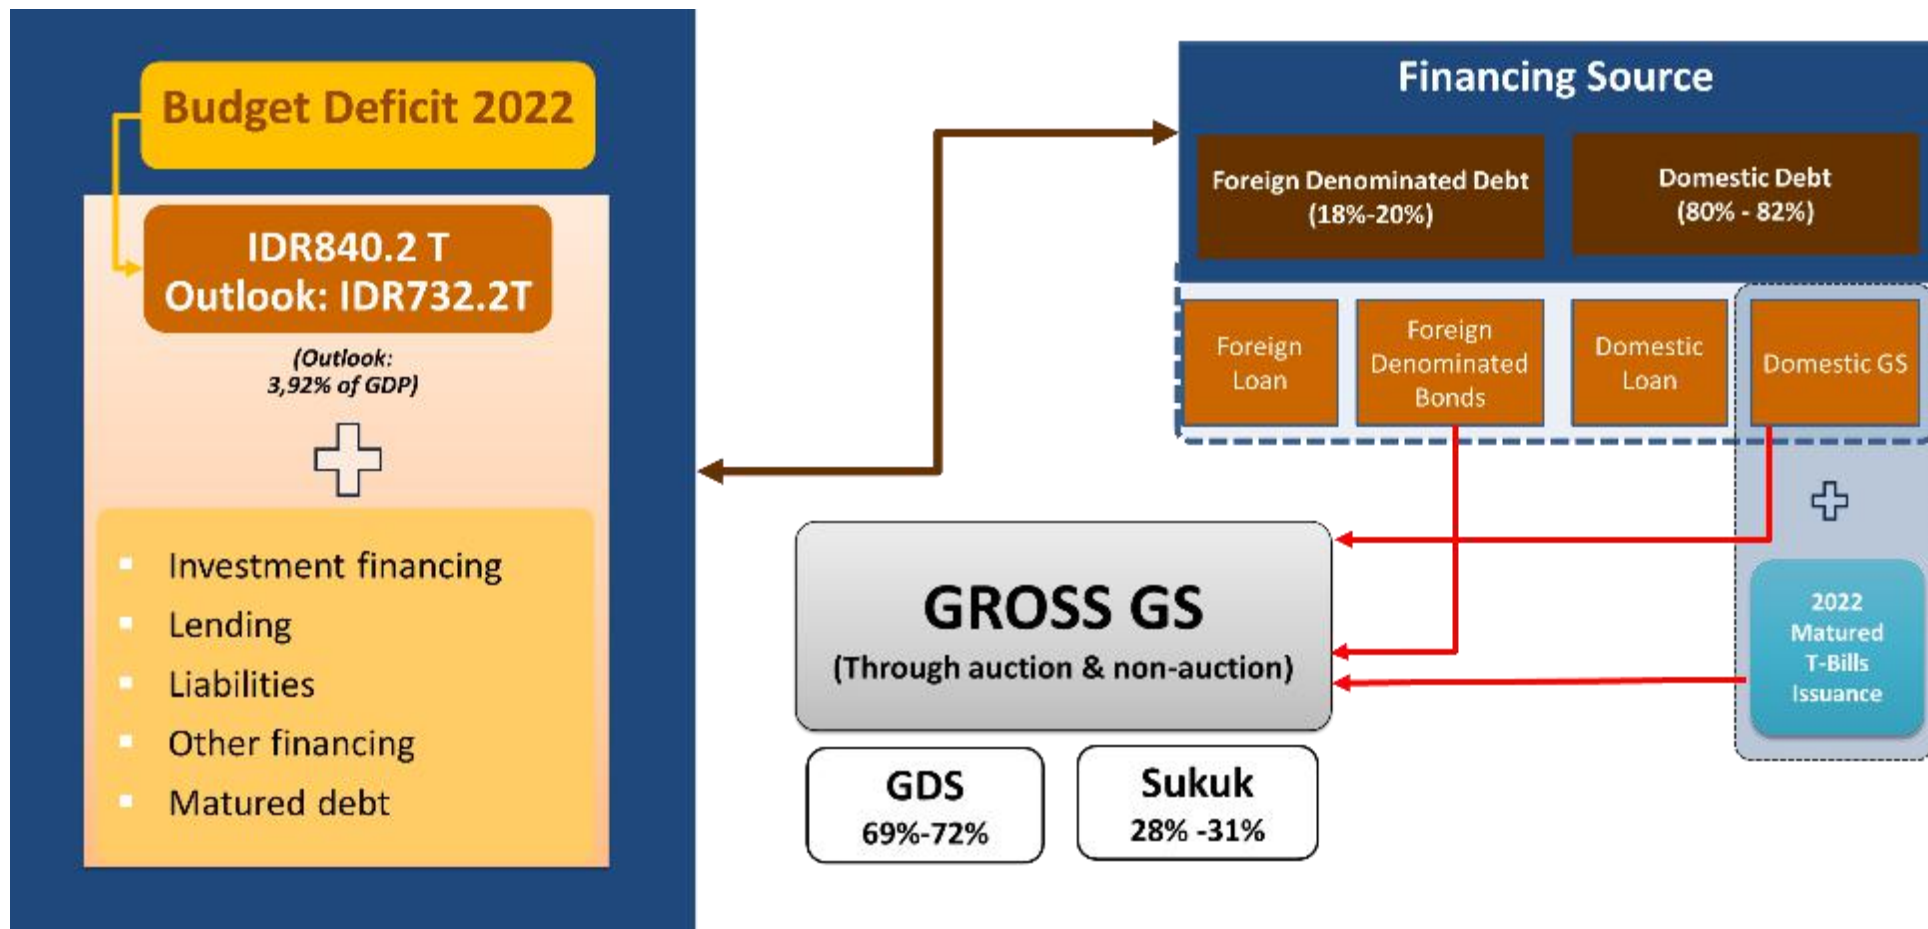 Budget Deficit 2022
IDR840.2 T
Outlook: IDR732.2T
(Outlook:
3,92% of GDP)
Investment financing
Lending
Liabilities
Other financing
Matured debt
Financing Source
Foreign Denominated Debt
(18%-20%)
Domestic Debt
(80% - 82%)
Foreign
Loan
Foreign
Denominated
Bonds
Domestic
Loan
Domestic GS
2022
Matured
T-Bills
Issuance
GROSS GS
(Through auction & non-auction)
GDS
69%-72%
Sukuk
28% -31%